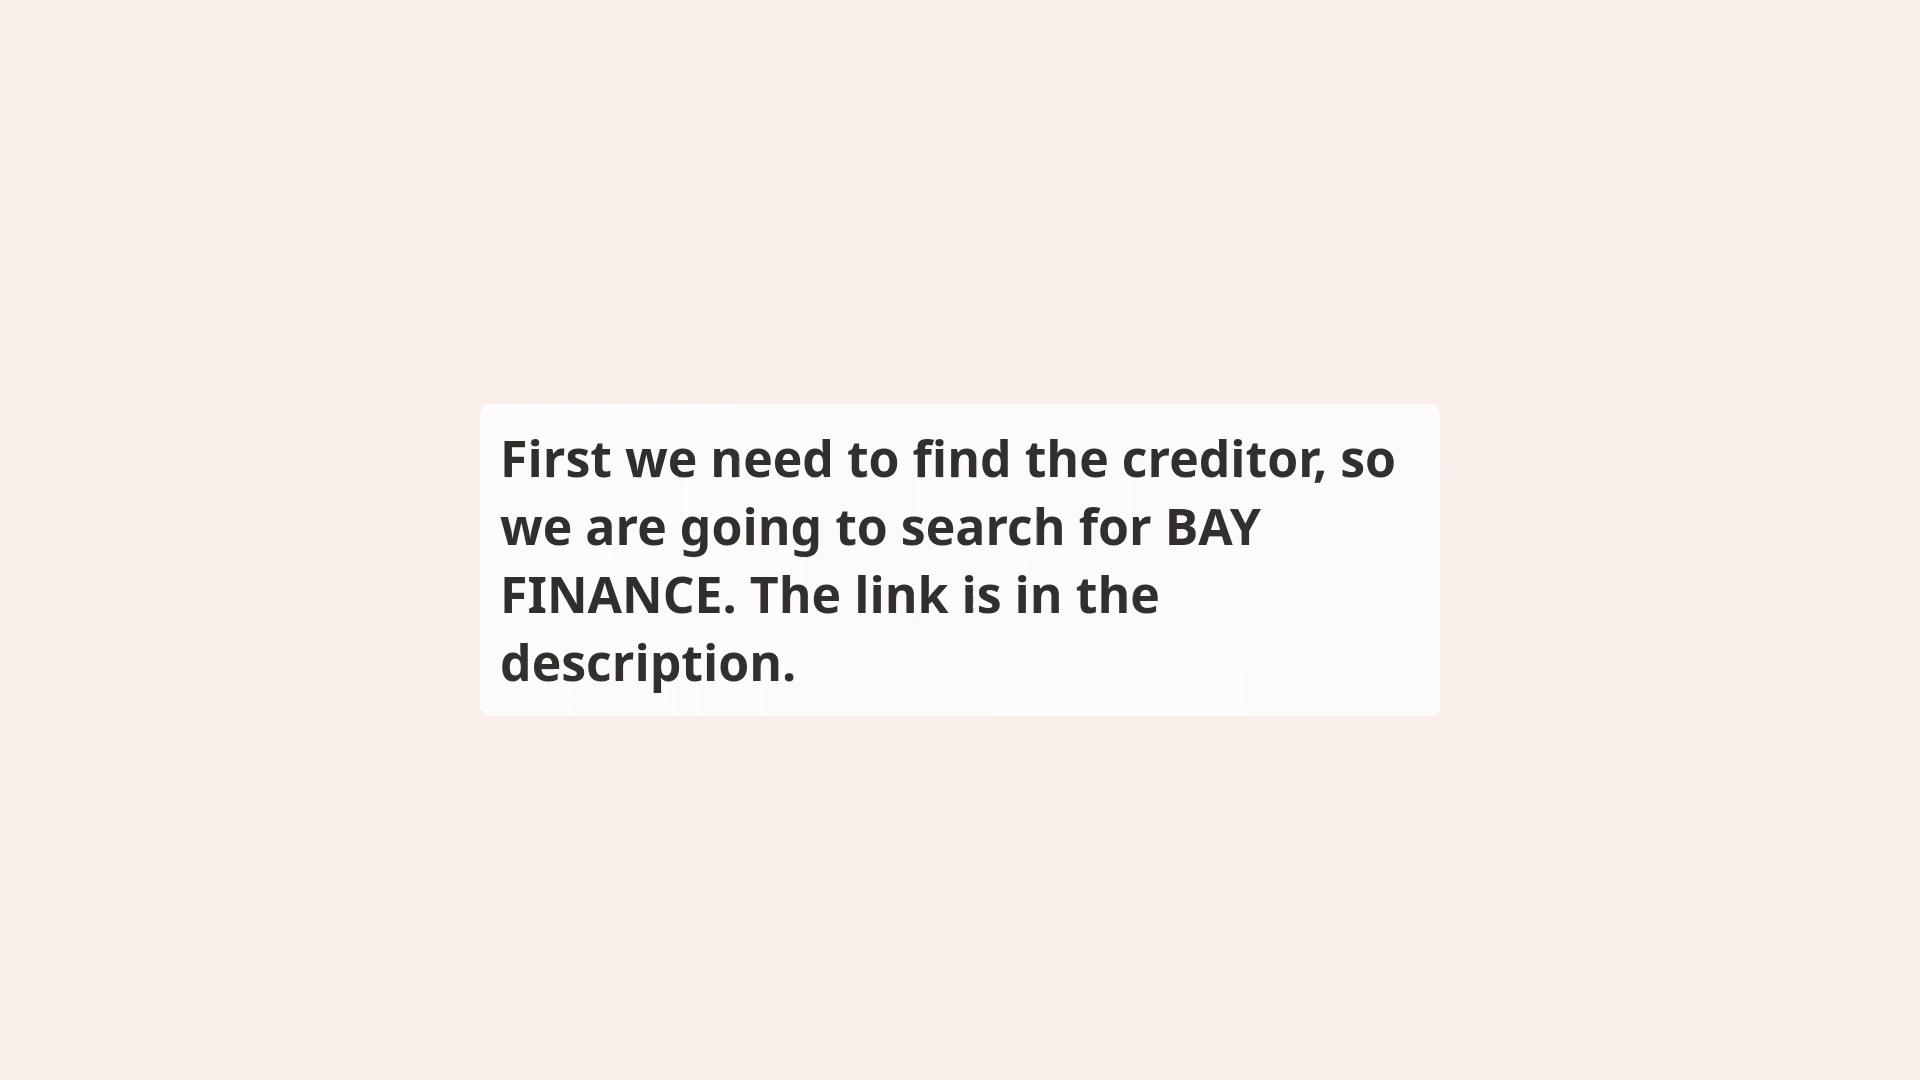 First we need to find the creditor, so
we are going to search for BAY
FINANCE. The link is in the
description.